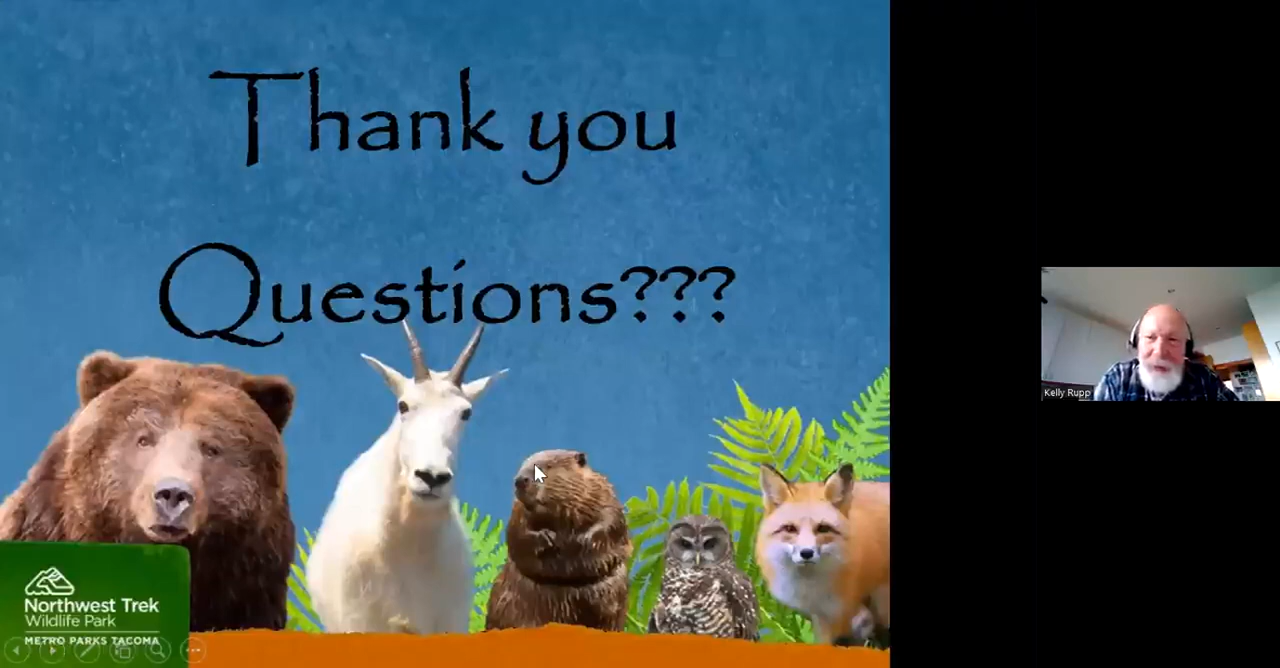 Thank you
Questions???
Northwest Trek
Wildlife Park
METRO PARKS TACOMA
Kelly Rupp